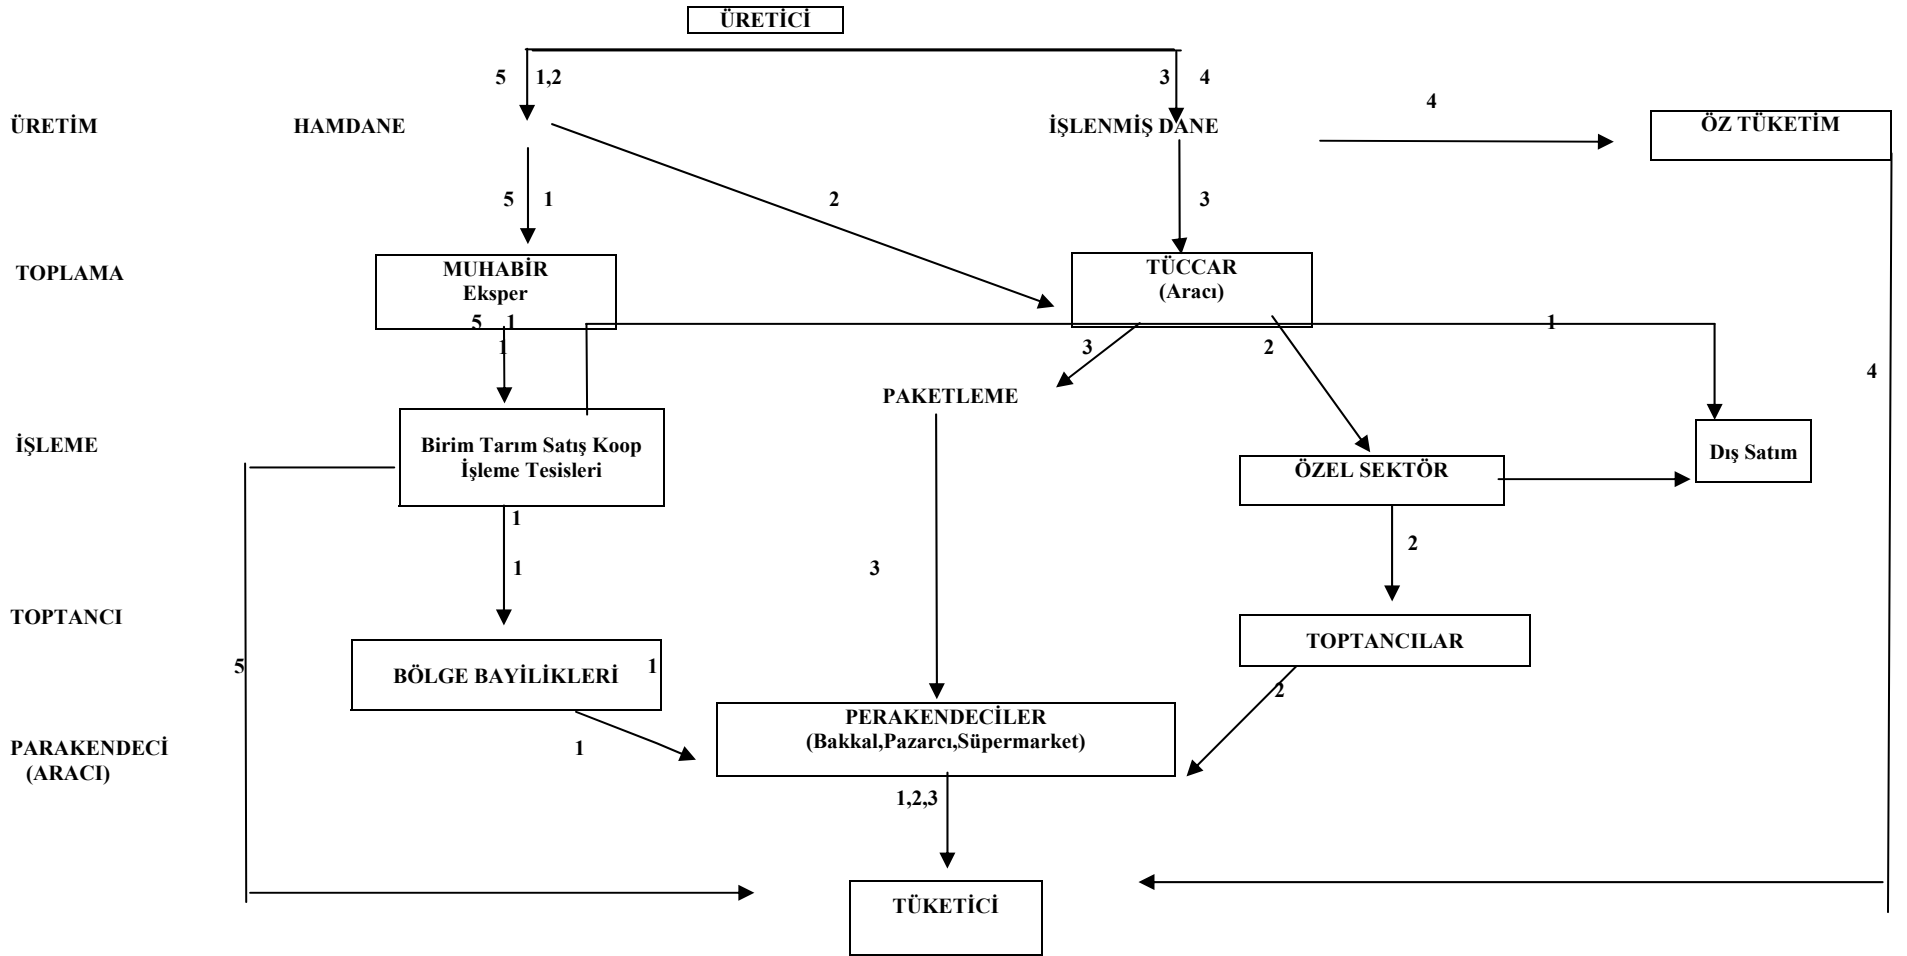 ÜRETİCİ
5 1,2 3 4
4
ÜRETİM HAMDANE İŞLENMİŞ DANE ÖZ TÜKETİM
5 1 2 3
TOPLAMA MUHABİR TÜCCAR
Eksper (Aracı)
5 1 1
1 3 2
4
PAKETLEME
İŞLEME Birim Tarım Satış Koop Dış Satım
İşleme Tesisleri ÖZEL SEKTÖR
1
2
1 3
TOPTANCI
TOPTANCILAR
5 BÖLGE BAYİLİKLERİ 1
2
PERAKENDECİLER
PARAKENDECİ 1 (Bakkal,Pazarcı,Süpermarket)
(ARACI)
1,2,3
TÜKETİCİ